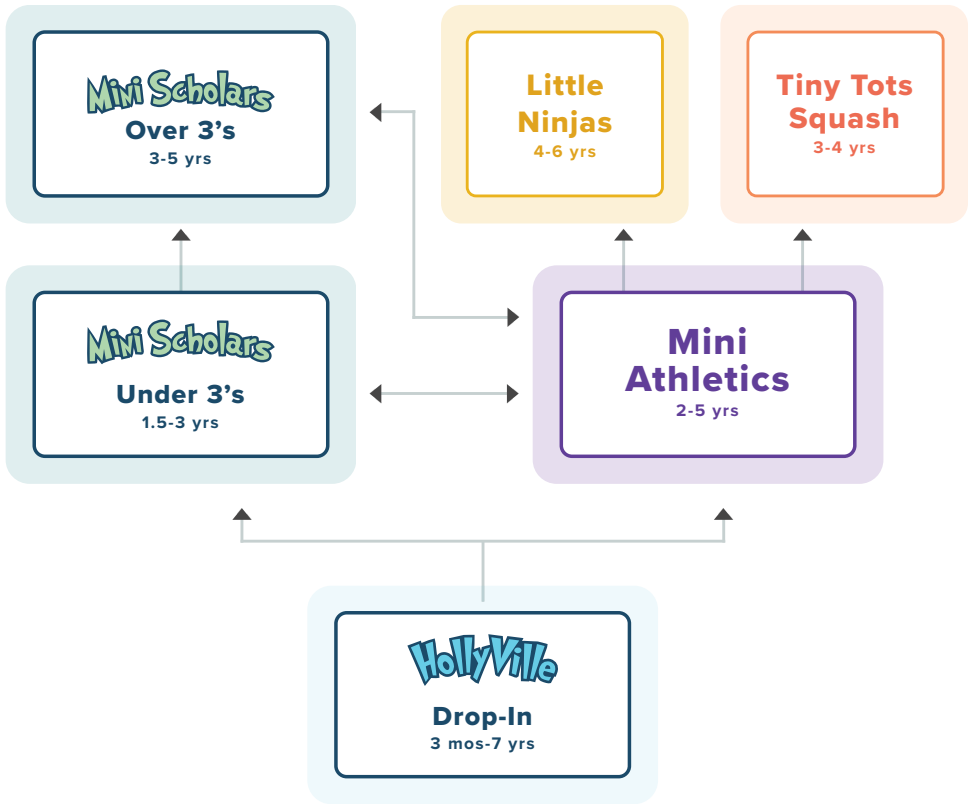 Mini Scholars
Over 3’s
3-5 yrs
Little
Ninjas
4-6 yrs
Tiny Tots
Squash
3-4 yrs
Mini Scholars
Under 3’s
1.5-3 yrs
Mini
Athletics
2-5 yrs
HollyVille
Drop-In
3 mos-7 yrs